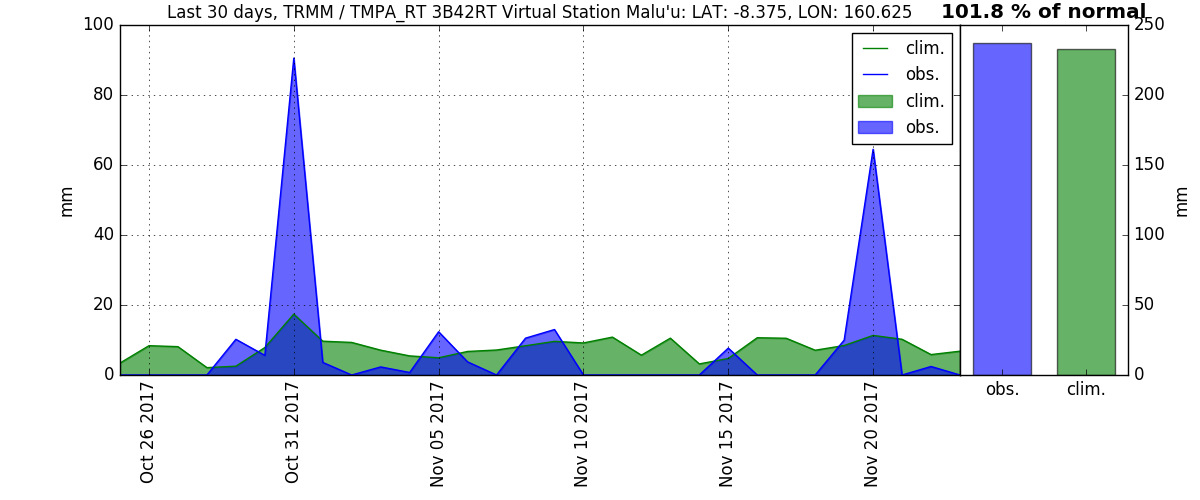 Last 30 days, TRMM / TMPA_RT 3B42RT Virtual Station Malu'u: LAT: -8.375, LON: 160.625
101.8 % of normal
clim.
obs.
clim.
obs.
mm
100
80
60
40
20
0
250
200
150
100
50
0
mm
Oct 26 2017
Oct 31 2017
Nov 05 2017
Nov 10 2017
Nov 15 2017
Nov 20 2017
obs.
clim.